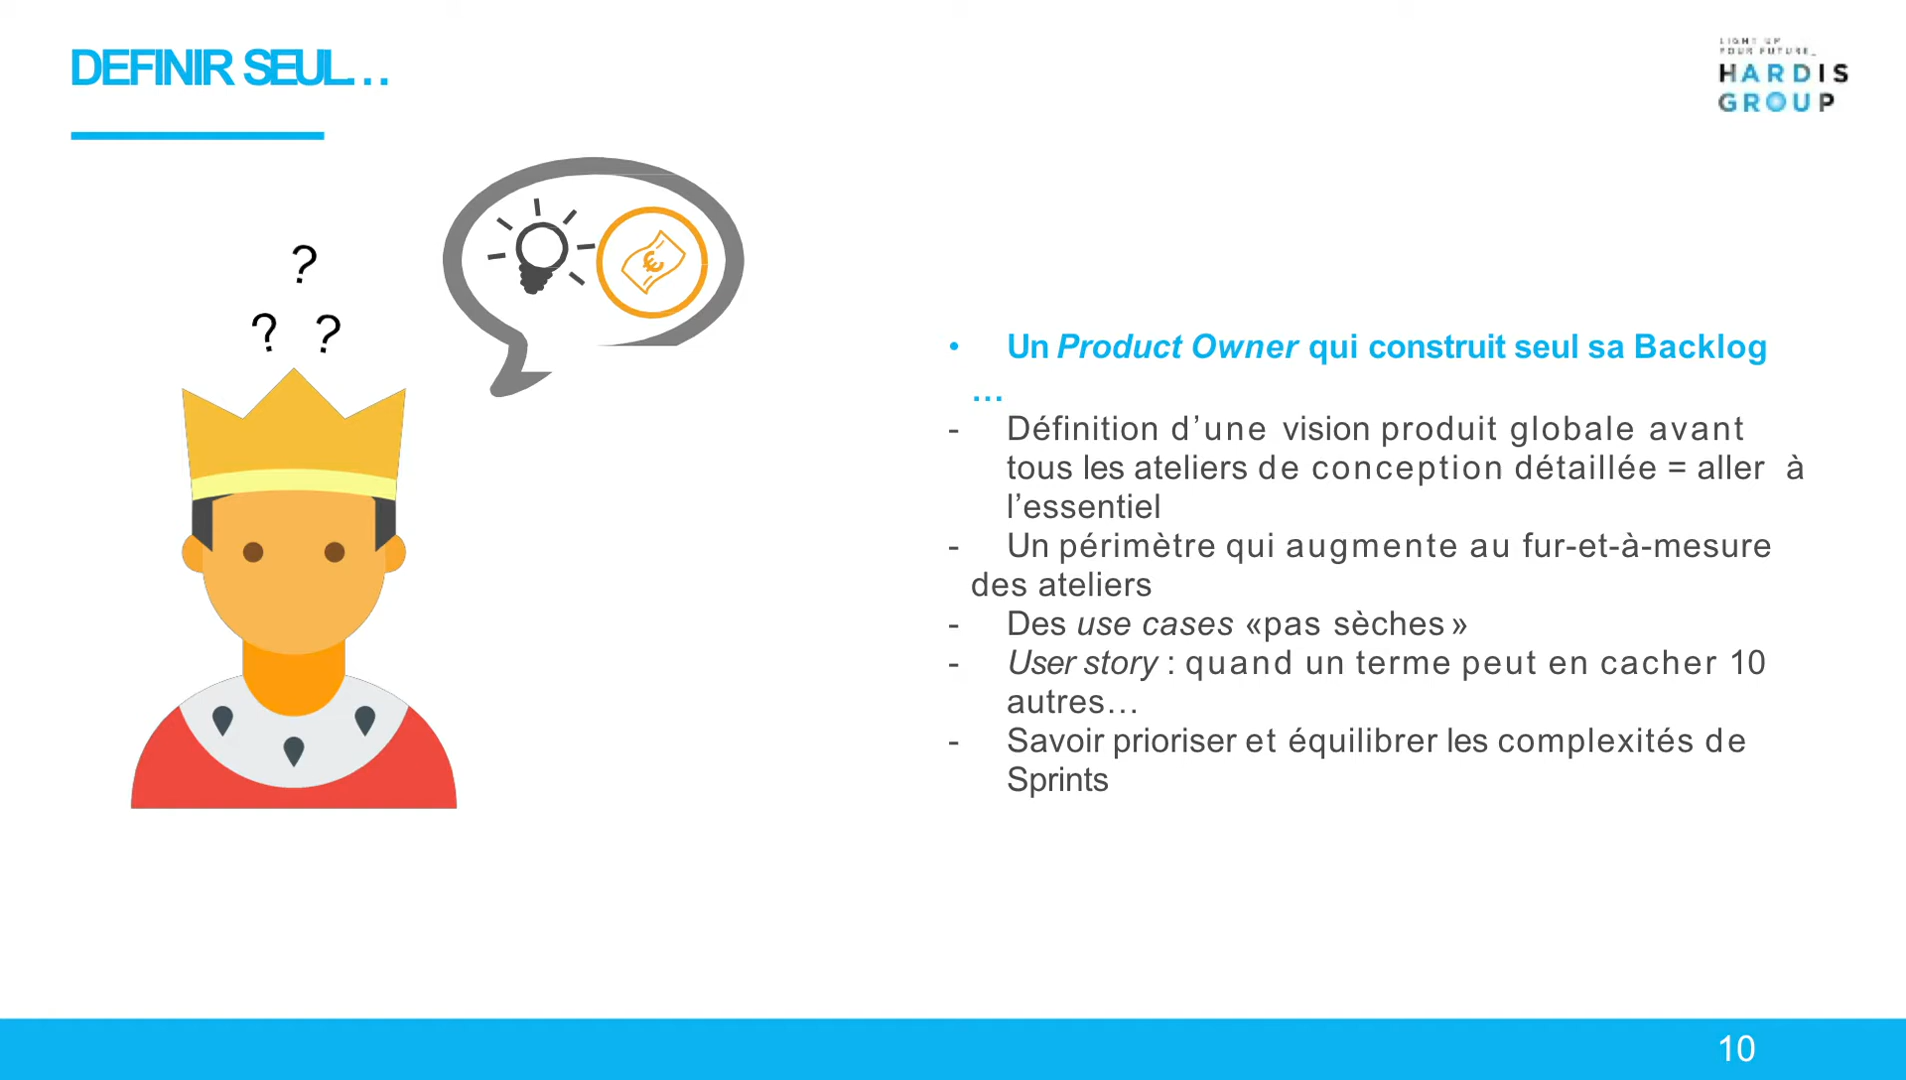 DEFINIR SEUL…
LIGHT UP
YOUR FUTURE_
HARDIS
GROUP
?
? ?
€
• Un Product Owner qui construit seul sa Backlog
…
- Définition d’une vision produit globale avant
tous les ateliers de conception détaillée = aller à
l’essentiel
- Un périmètre qui augmente au fur-et-à-mesure
des ateliers
- Des use cases «pas sèches »
- User story : quand un terme peut en cacher 10
autres…
- Savoir prioriser et équilibrer les complexités de
Sprints
10